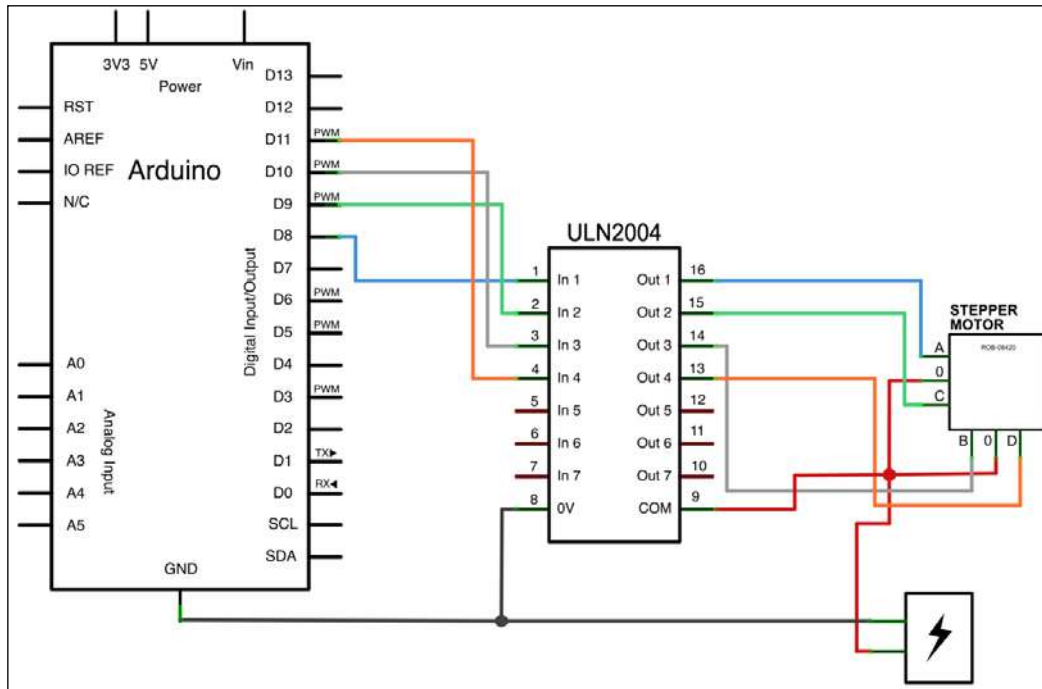 3V3 5V Vin
Power
Arduino
RST
AREF
IO REF
N/C
A0
A1
A2
A3
A4
A5
Analog Input
D13
D12
D11 PWM
D10 PWM
D9 PWM
D8
D7
D6 PWM
D5 PWM
D4
D3 PWM
D2
D1 TX▶
D0 RX◀
SCL
SDA
Digital Input/Output
GND
ULN2004
1 In 1 Out 1 16
2 In 2 Out 2 15
3 In 3 Out 3 14
4 In 4 Out 4 13
5 In 5 Out 5 12
6 In 6 Out 6 11
7 In 7 Out 7 10
8 0V COM 9
STEPPER
MOTOR
ROB-08420
A
0
C
B 0 D